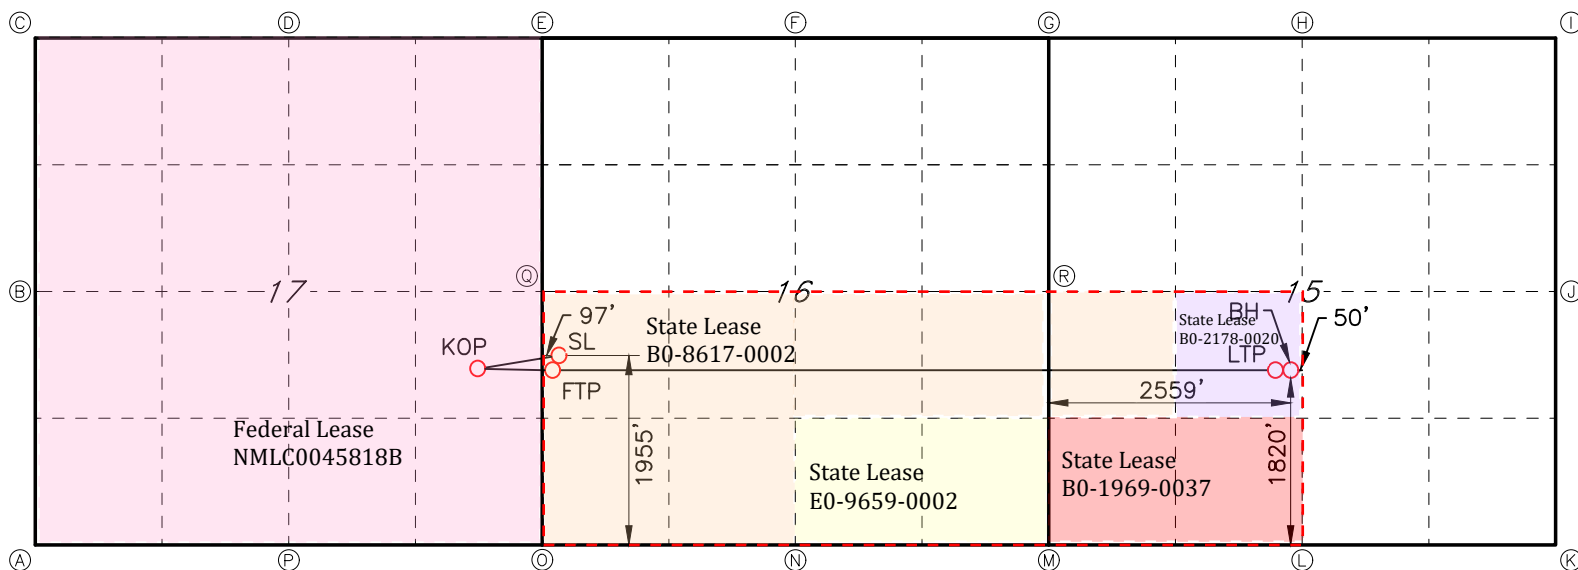 C D E F G H I
Q R
B 17 16 15 J
97'
State Lease
B0-8617-0002
State Lease
B0-2178-0020
BH
50'
KOP SL LTP
FTP
2559'
1955'
1820'
Federal Lease
NMLC0045818B
State Lease
E0-9659-0002
State Lease
B0-1969-0037
A P O N M L K